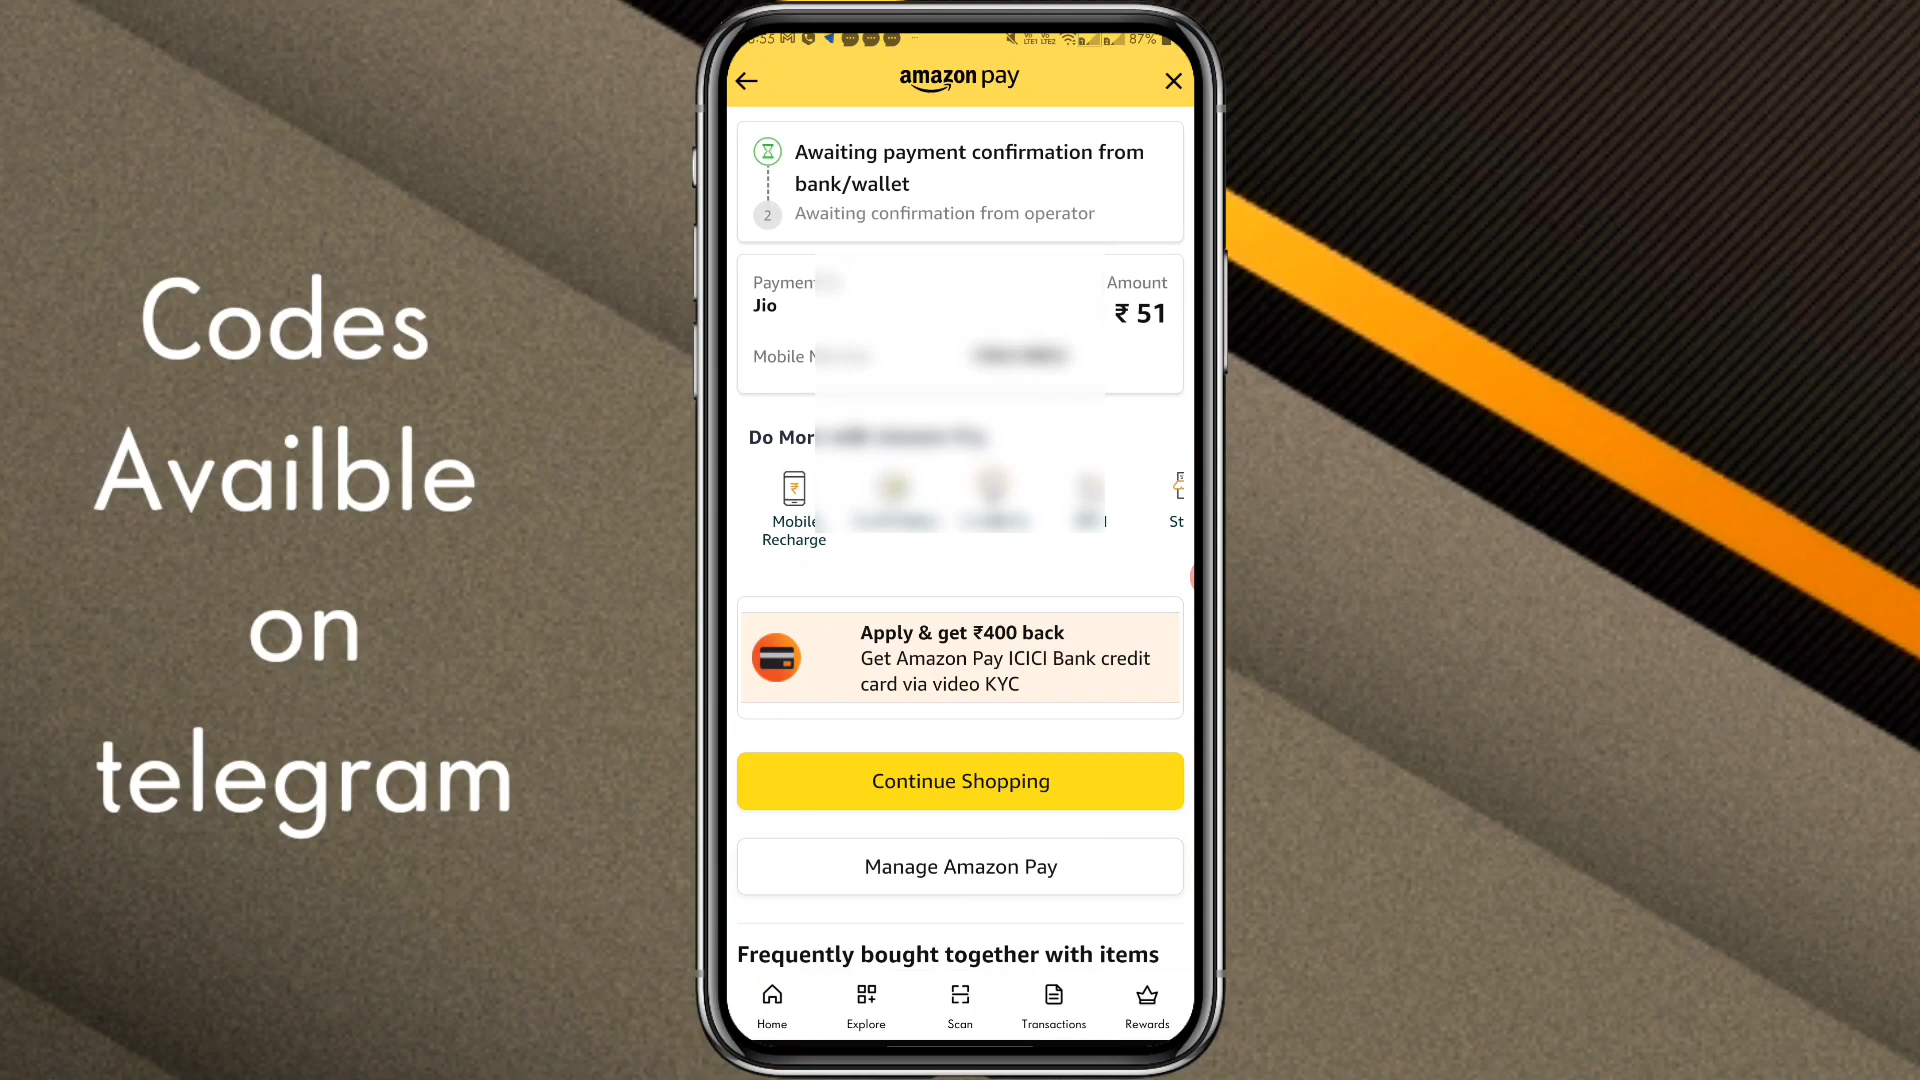 Codes
Availble
on
telegram
87%
amazon pay
Awaiting payment confirmation from
bank/wallet
2
Awaiting confirmation from operator
Amount
Jio
₹ 51
Mobile
Do
Mobile
Recharge
St
Apply & get ₹400 back
Get Amazon Pay ICICI Bank credit
card via video KYC
Continue Shopping
Manage Amazon Pay
Frequently bought together with items
Home
Explore
Scan
Transactions
Rewards